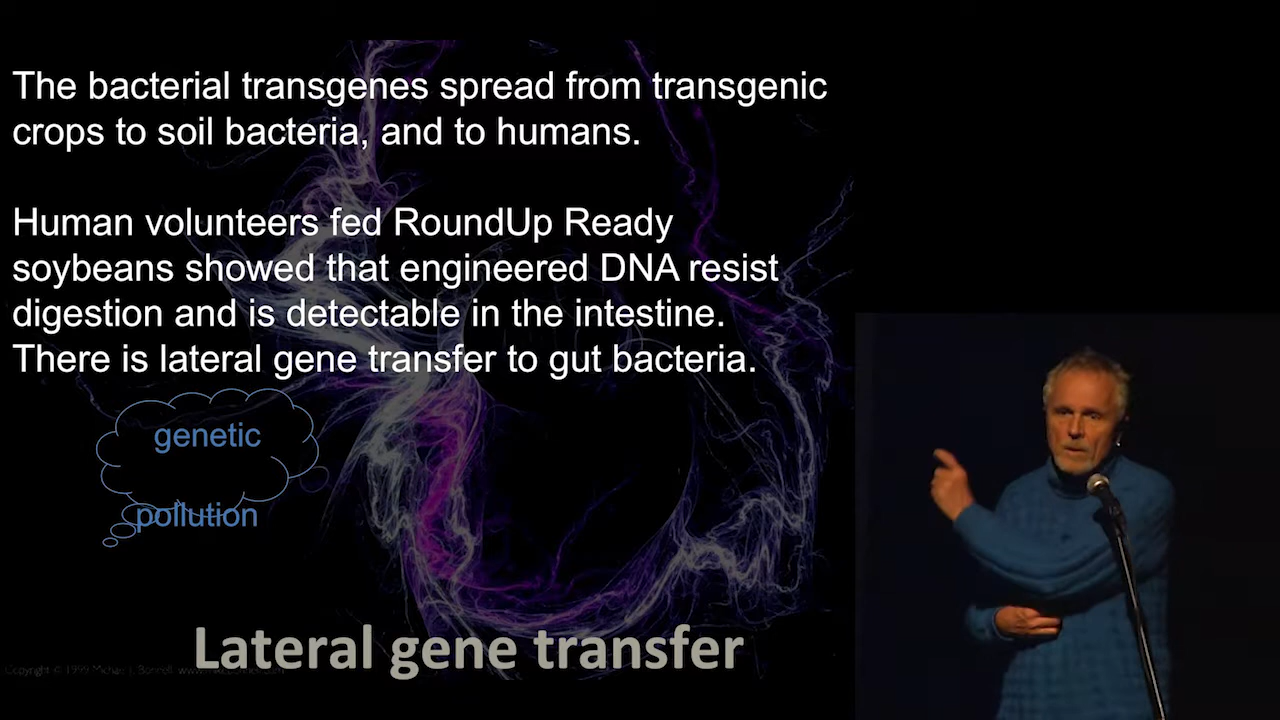 The bacterial transgenes spread from transgenic
crops to soil bacteria, and to humans.
Human volunteers fed RoundUp Ready
soybeans showed that engineered DNA resist
digestion and is detectable in the intestine.
There is lateral gene transfer to gut bacteria.
genetic
pollution
Lateral gene transfer
Copyright © 1999